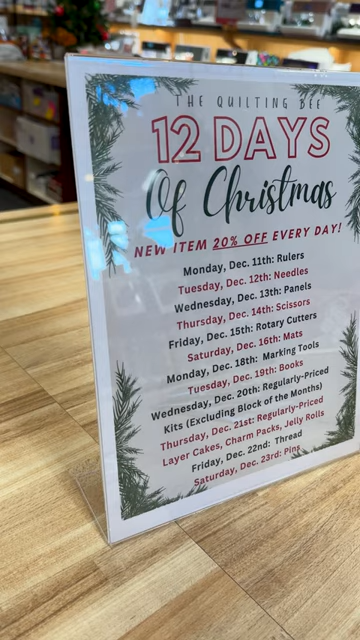 THE QUILTING BEE
12 DAYS
Of Christmas
NEW ITEM 20% OFF EVERY DAY!
Monday, Dec. 11th: Rulers
Tuesday, Dec. 12th: Needles
Wednesday, Dec. 13th: Panels
Thursday, Dec. 14th: Scissors
Friday, Dec. 15th: Rotary Cutters
Saturday, Dec. 16th: Mats
Monday, Dec. 18th: Marking Tools
Tuesday, Dec. 19th: Books
Wednesday, Dec. 20th: Regularly-Priced
Kits (Excluding Block of the Months)
Thursday, Dec. 21st: Regularly-Priced
Layer Cakes, Charm Packs, Jelly Rolls
Friday, Dec. 22nd: Thread
Saturday, Dec. 23rd: Pins